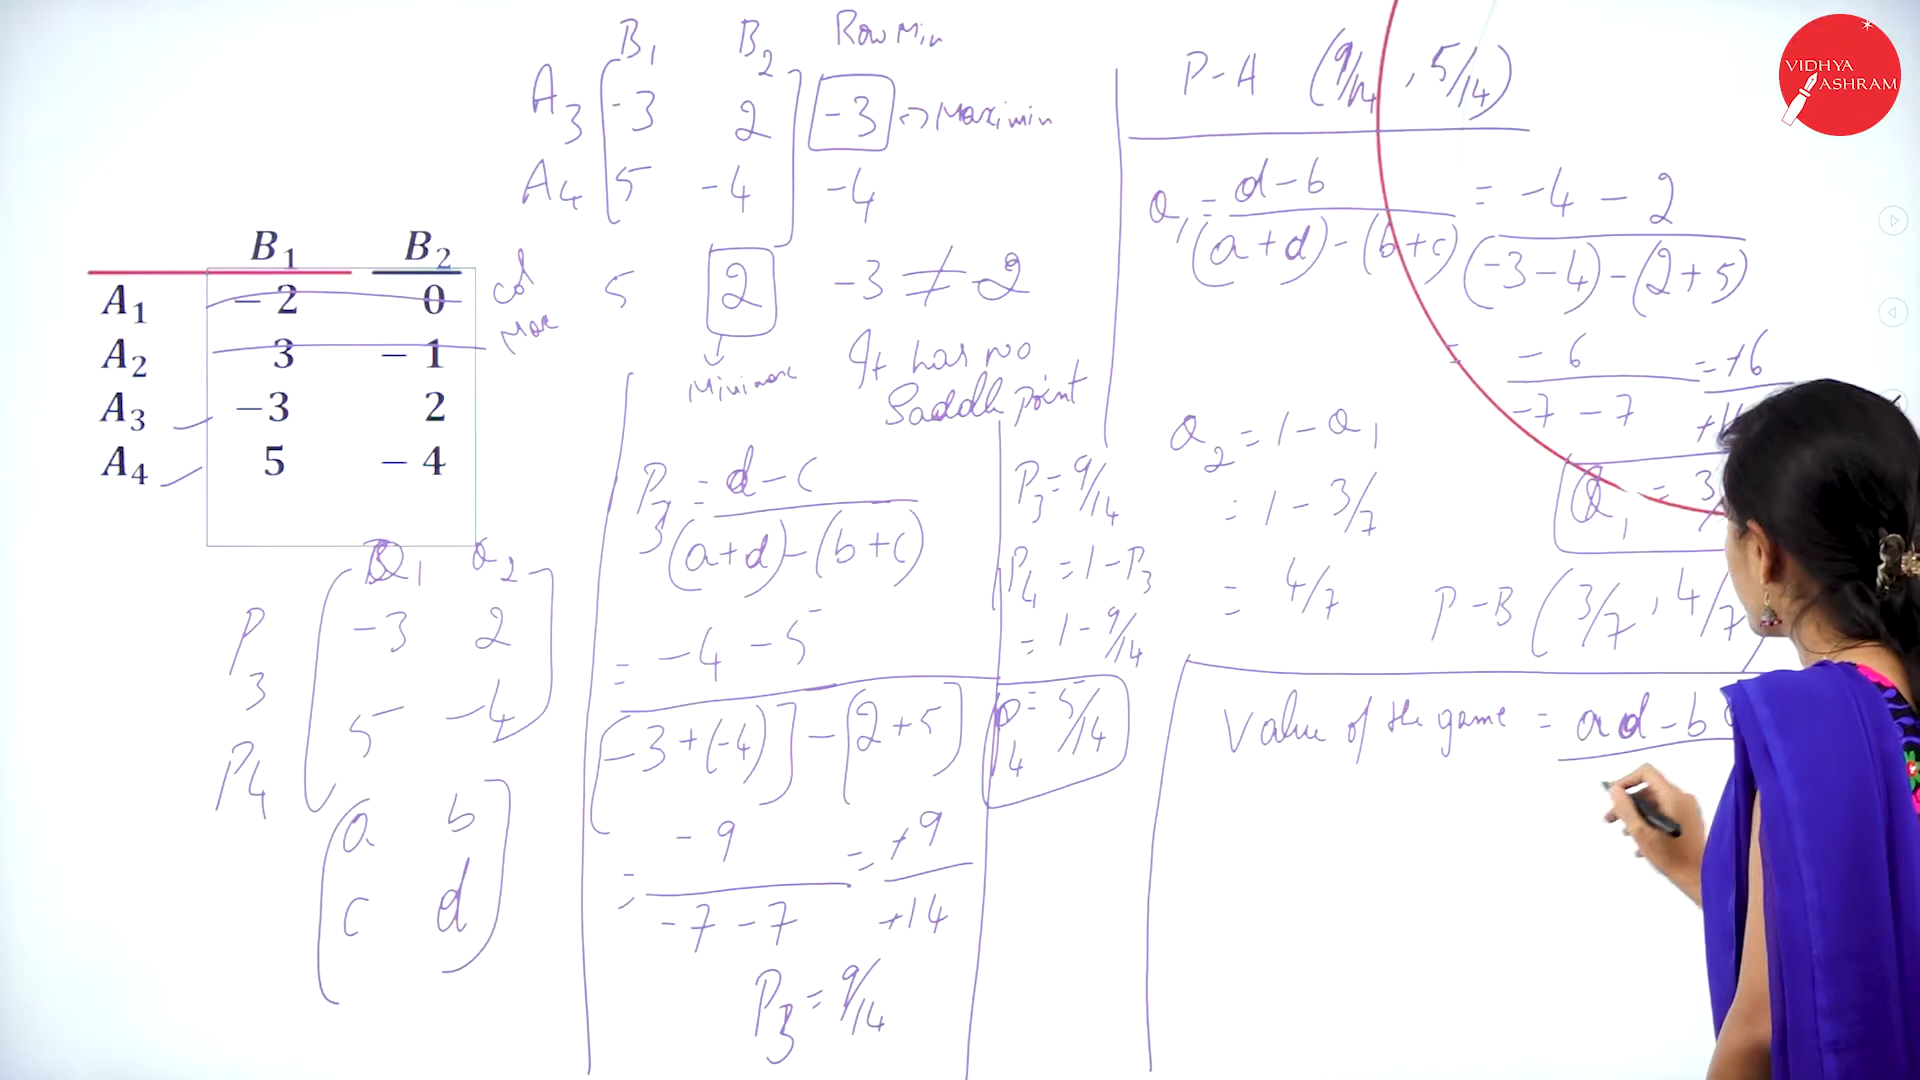 VIDHYA
ASHRAM
B1 B2
A1 -2 0
A2 3 -1
A3 -3 2
A4 5 -4
B1 B2 Row Min
A3 -3 2 -3 → Maximin
A4 5 -4 -4
Col Max 5 2 -3 ≠ 2
Minimax
It has no
Saddle point
Q1 Q2
P3 -3 2
P4 5 -4
a b
c d
P3 = d-c
(a+d)-(b+c)
= -4 -5
[-3+(-4)] - [2+5]
= -9 = +9
-7 -7 +14
P3 = 9/14
P3 = 9/14
P4 = 1-P3
= 1-9/14
P4 = 5/14
P-A (9/14, 5/14)
Q1 = d-b = -4 - 2
(a+d)-(b+c) (-3-4)-(2+5)
= -6 = +6
-7 -7
Q1 = 3/
Q2 = 1-Q1
= 1-3/7
= 4/7
P-B (3/7, 4/7
Value of the game = ad-b